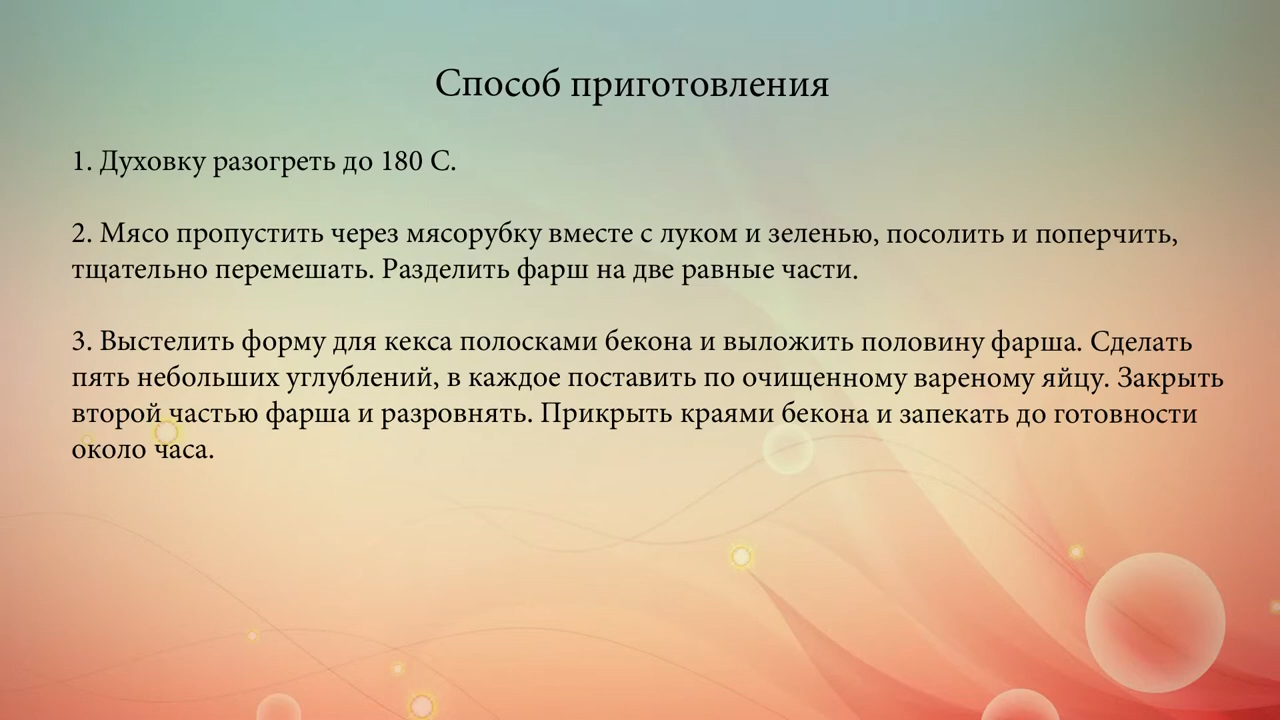 Способ приготовления
1. Духовку разогреть до 180 С.
2. Мясо пропустить через мясорубку вместе с луком и зеленью, посолить и поперчить,
тщательно перемешать. Разделить фарш на две равные части.
3. Выстелить форму для кекса полосками бекона и выложить половину фарша. Сделать
пять небольших углублений, в каждое поставить по очищенному вареному яйцу. Закрыть
второй частью фарша и разровнять. Прикрыть краями бекона и запекать до готовности
около часа.